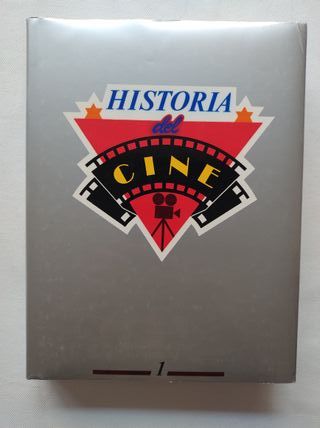 HISTORIA
del
CINE
1